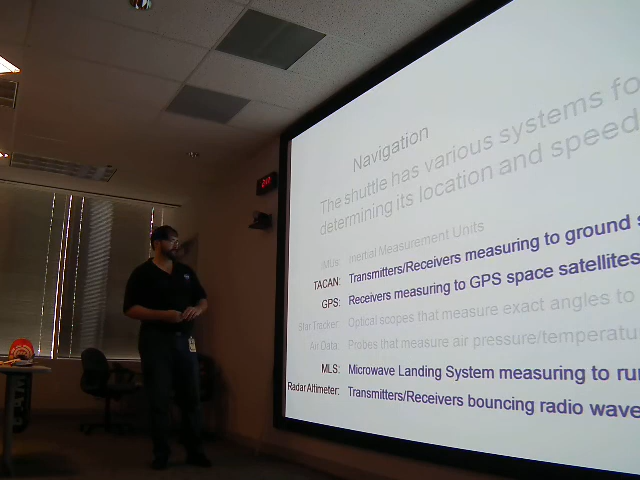 Navigation
The shuttle has various systems fo
determining its location and speed
IMUs: Inertial Measurement Units
TACAN: Transmitters/Receivers measuring to ground s
GPS: Receivers measuring to GPS space satellites
Star Tracker: Optical scopes that measure exact angles to
Air Data: Probes that measure air pressure/temperatu
MLS: Microwave Landing System measuring to ru
Radar Altimeter: Transmitters/Receivers bouncing radio wave